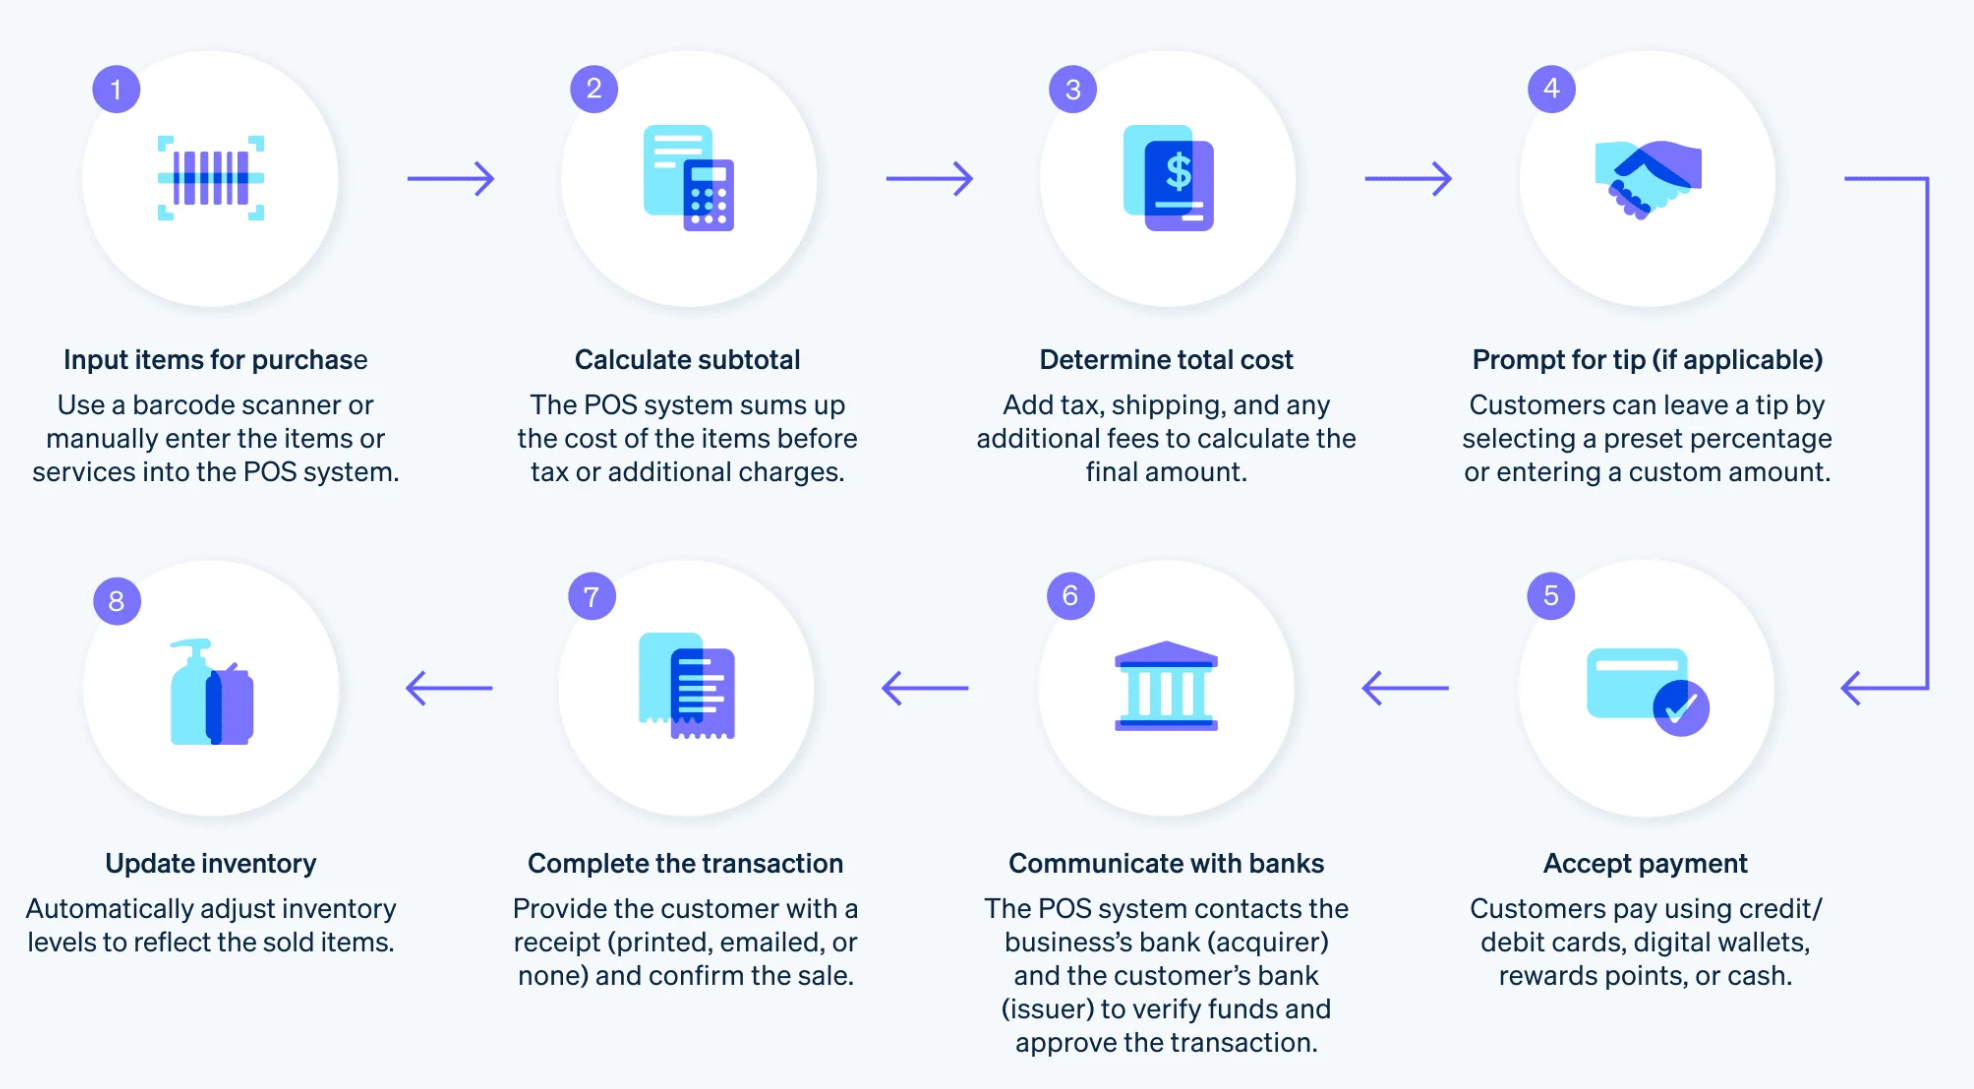 1
Input items for purchase
Use a barcode scanner or
manually enter the items or
services into the POS system.
2
Calculate subtotal
The POS system sums up
the cost of the items before
tax or additional charges.
3
$
Determine total cost
Add tax, shipping, and any
additional fees to calculate the
final amount.
4
Prompt for tip (if applicable)
Customers can leave a tip by
selecting a preset percentage
or entering a custom amount.
5
Accept payment
Customers pay using credit/
debit cards, digital wallets,
rewards points, or cash.
6
Communicate with banks
The POS system contacts the
business’s bank (acquirer)
and the customer’s bank
(issuer) to verify funds and
approve the transaction.
7
Complete the transaction
Provide the customer with a
receipt (printed, emailed, or
none) and confirm the sale.
8
Update inventory
Automatically adjust inventory
levels to reflect the sold items.